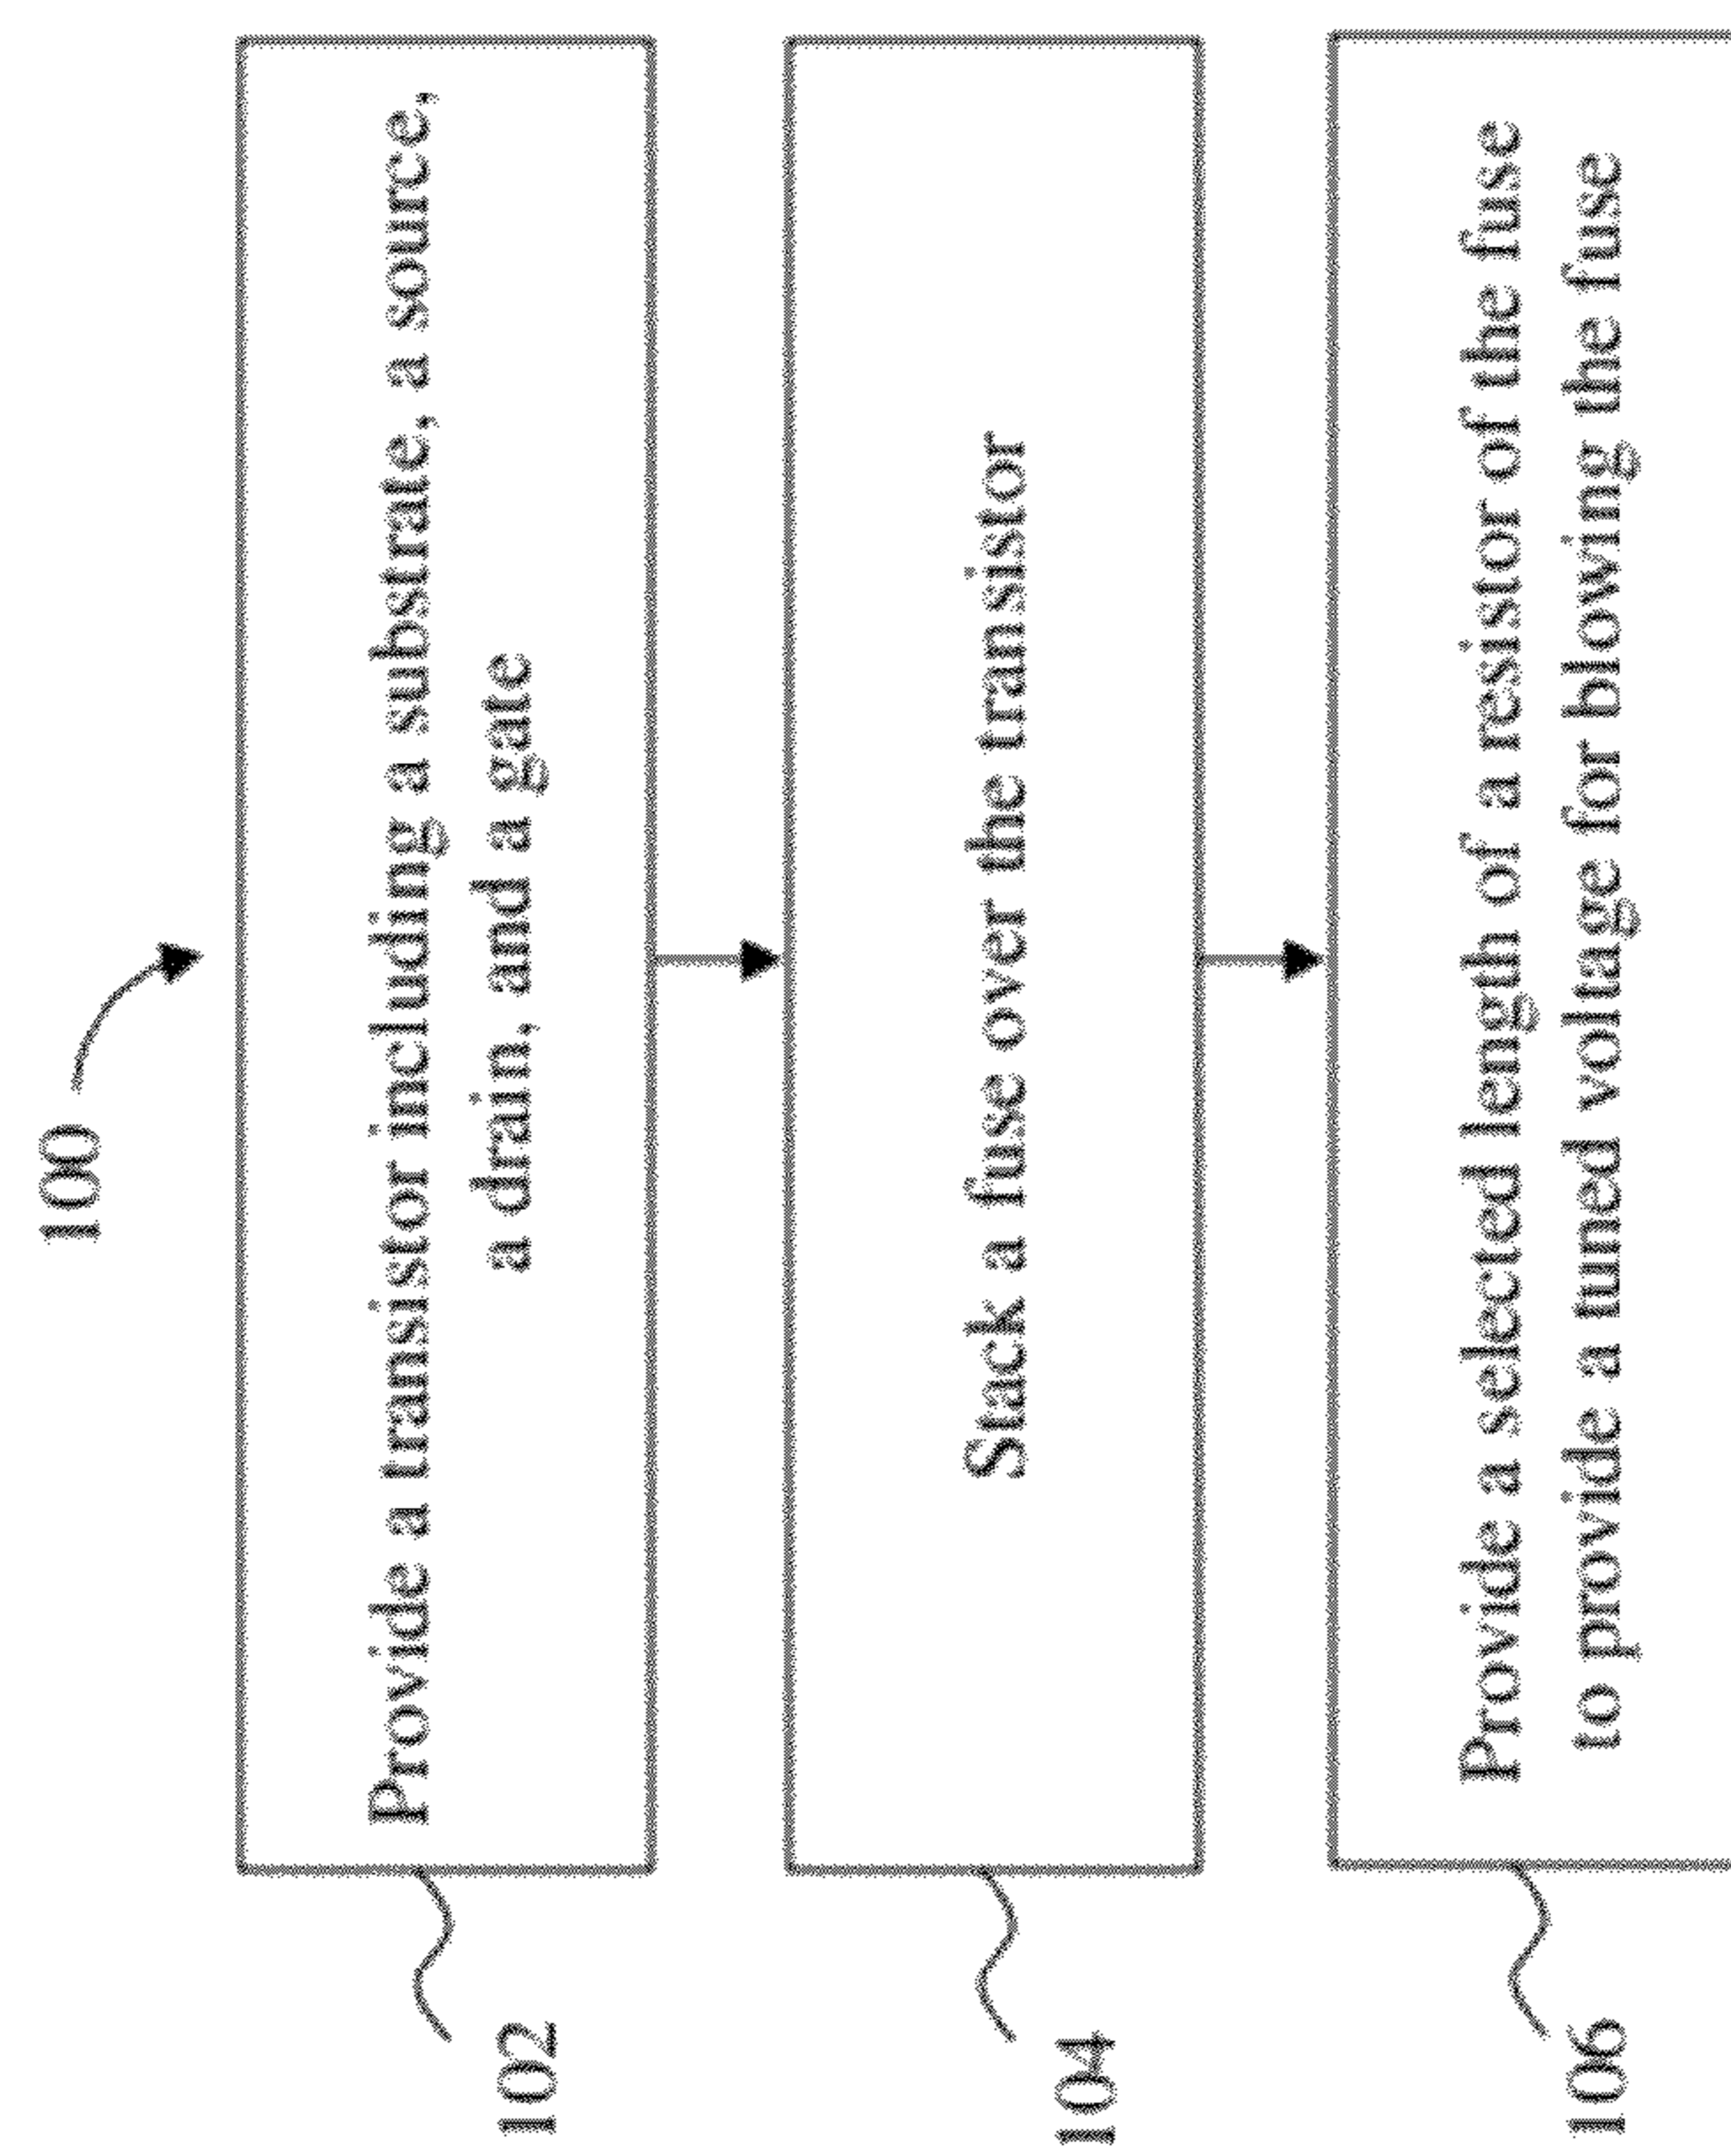 100
102
Provide a transistor including a substrate, a source,
a drain, and a gate
104
Stack a fuse over the transistor
106
Provide a selected length of a resistor of the fuse
to provide a tuned voltage for blowing the fuse